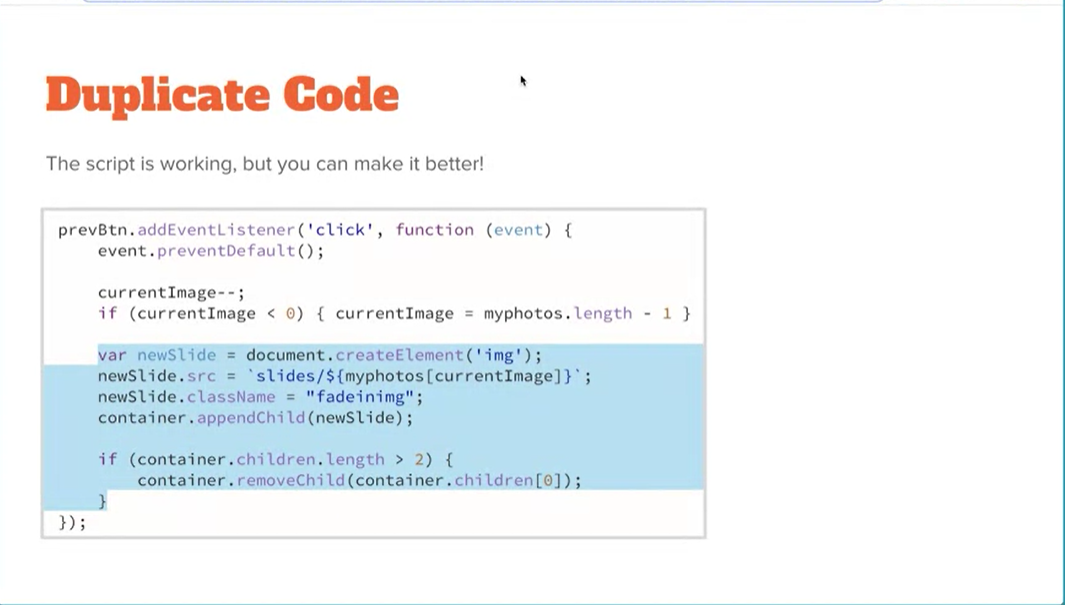 Duplicate Code
The script is working, but you can make it better!
prevBtn.addEventListener('click', function (event) {
    event.preventDefault();
    currentImage--;
    if (currentImage < 0) { currentImage = myphotos.length - 1 }
    var newSlide = document.createElement('img');
    newSlide.src = `slides/${myphotos[currentImage]}`;
    newSlide.className = "fadeinimg";
    container.appendChild(newSlide);
    if (container.children.length > 2) {
        container.removeChild(container.children[0]);
    }
});